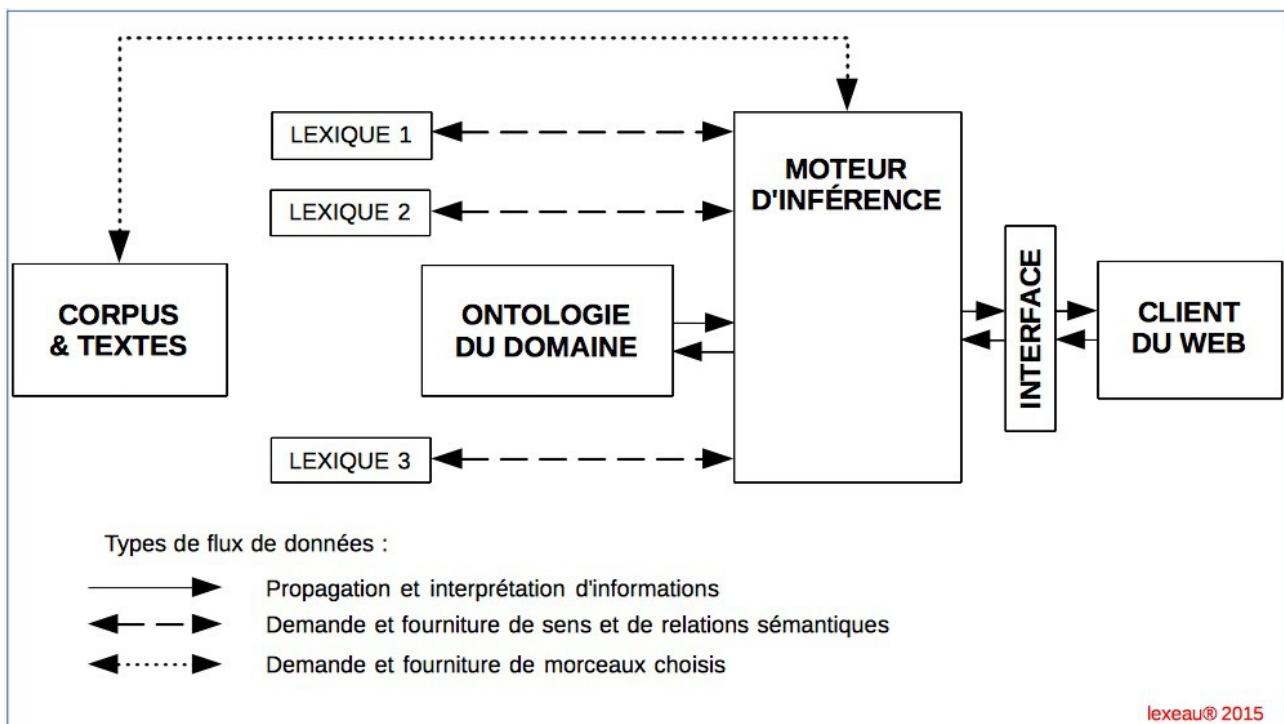 LEXIQUE 1
MOTEUR
D'INFÉRENCE
LEXIQUE 2
CORPUS
& TEXTES
ONTOLOGIE
DU DOMAINE
INTERFACE
CLIENT
DU WEB
LEXIQUE 3
Types de flux de données :
Propagation et interprétation d'informations
Demande et fourniture de sens et de relations sémantiques
Demande et fourniture de morceaux choisis
lexeau® 2015